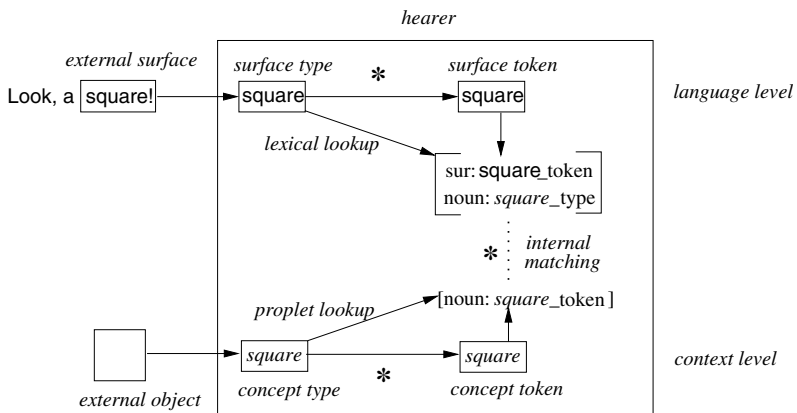 hearer
external surface
surface type
surface token
*
Look, a square!
square
square
language level
lexical lookup
sur: square_token
noun: square_type
*
internal
matching
proplet lookup
[noun: square_token]
square
square
context level
*
external object
concept type
concept token